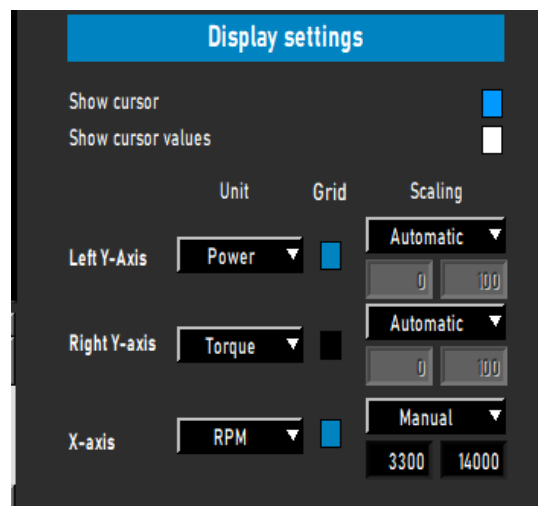 Display settings
Show cursor
Show cursor values
Unit Grid Scaling
Left Y-Axis Power Automatic
0 100
Right Y-axis Torque Automatic
0 100
X-axis RPM Manual
3300 14000